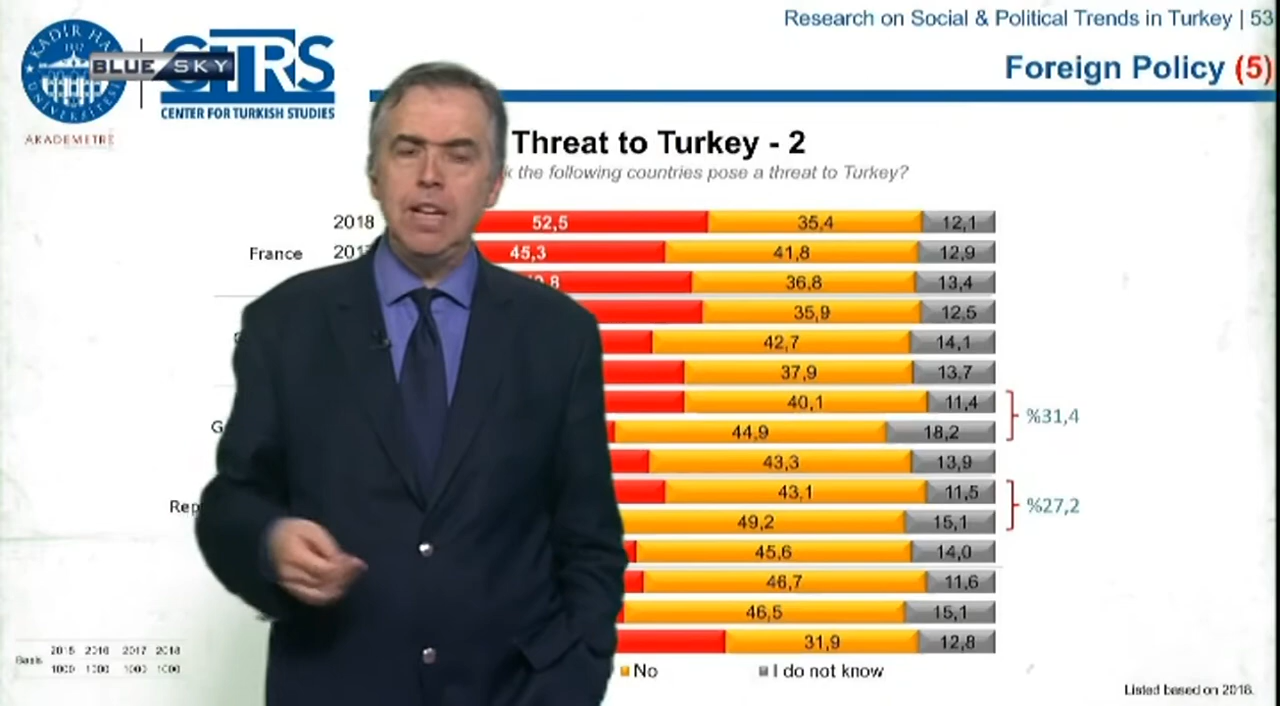 Research on Social & Political Trends in Turkey | 53
KADİR HA
1997
ÜNİVERSİTESİ
BLUE SKY
CTRS
CENTER FOR TURKISH STUDIES
AKADEMETRE
Foreign Policy (5)
Threat to Turkey - 2
the following countries pose a threat to Turkey?
2018 52,5 35,4 12,1
France 45,3 41,8 12,9
36,8 13,4
35,9 12,5
42,7 14,1
37,9 13,7
40,1 11,4
%31,4
44,9 18,2
43,3 13,9
43,1 11,5
%27,2
49,2 15,1
45,6 14,0
46,7 11,6
46,5 15,1
31,9 12,8
No I do not know
2015 2016 2017 2018
Basis 1000 1000 1000 1000
Listed based on 2018.